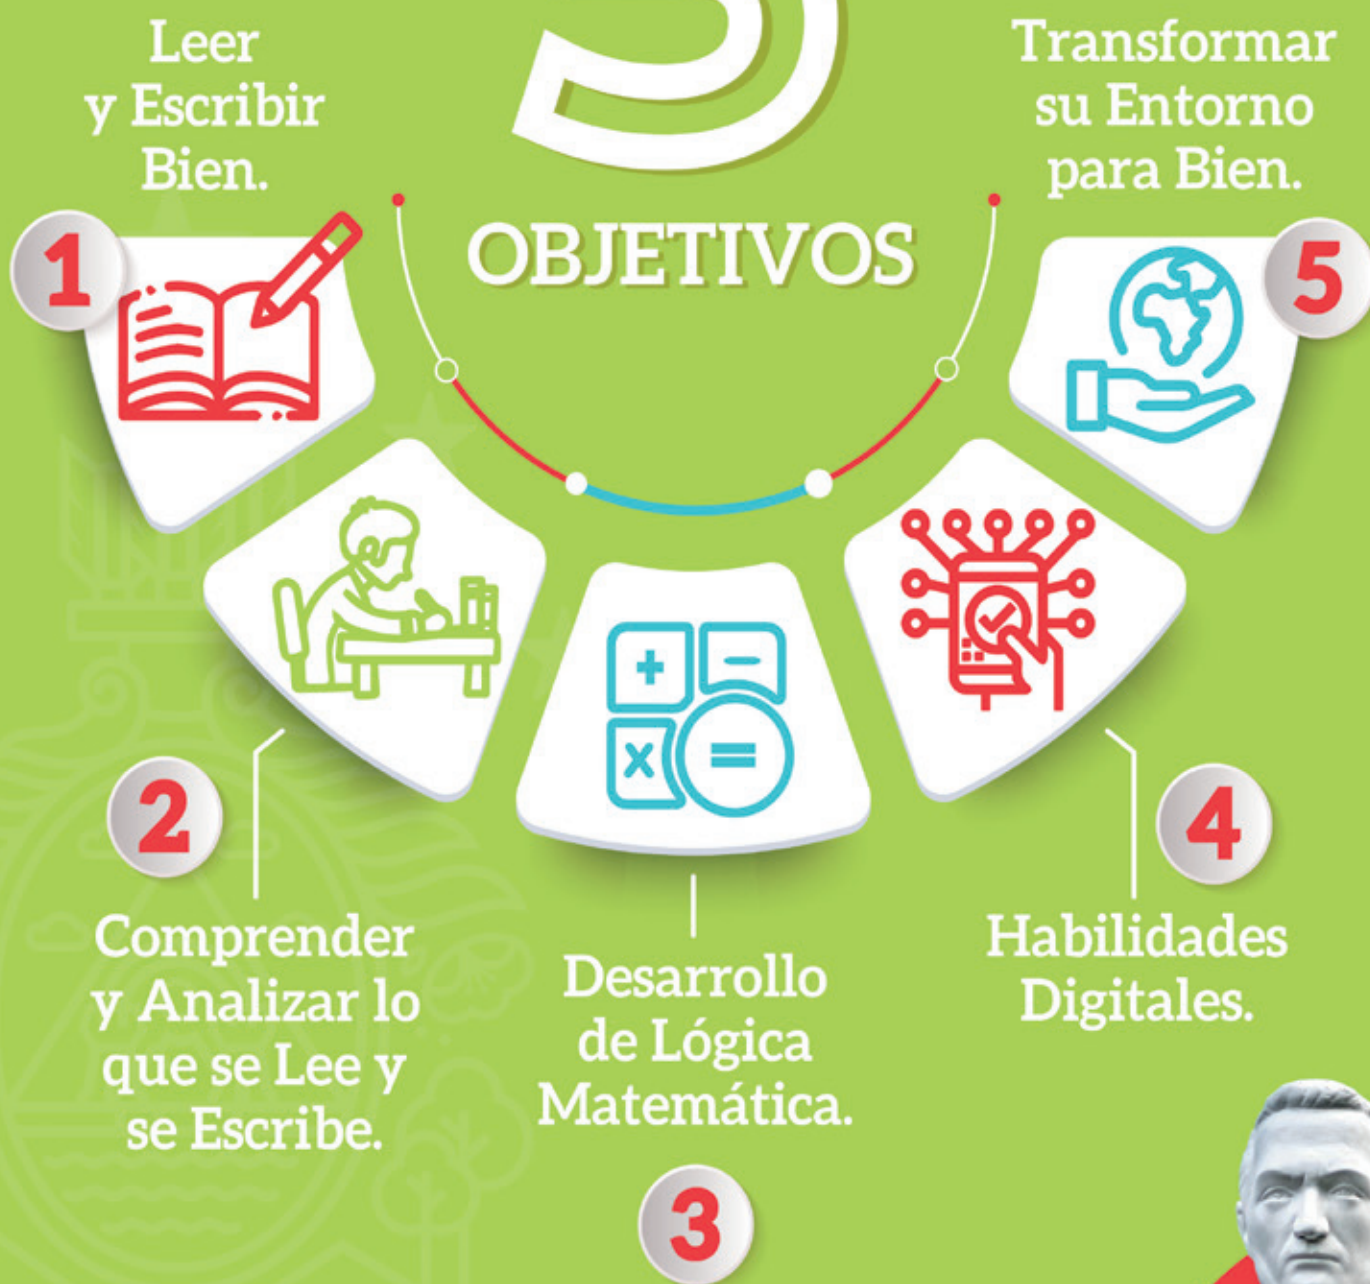 5
OBJETIVOS
1
Leer
y Escribir
Bien.
2
Comprender
y Analizar lo
que se Lee y
se Escribe.
3
Desarrollo
de Lógica
Matemática.
4
Habilidades
Digitales.
5
Transformar
su Entorno
para Bien.